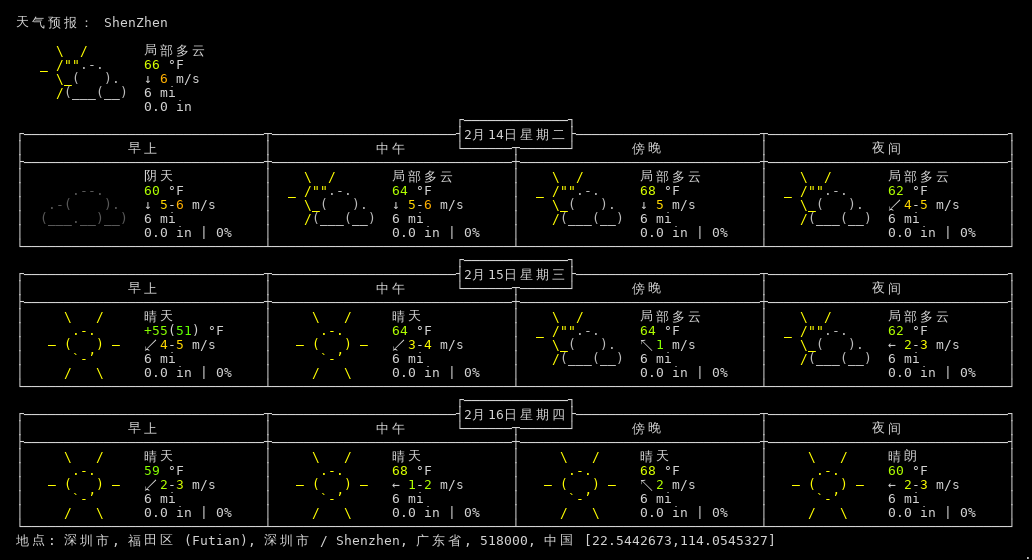 天气预报： ShenZhen
局部多云
66 °F
↓ 6 m/s
6 mi
0.0 in
2月14日星期二
早上 中午 傍晚 夜间
阴天 局部多云 局部多云 局部多云
60 °F 64 °F 68 °F 62 °F
↓ 5-6 m/s ↓ 5-6 m/s ↓ 5 m/s ↙ 4-5 m/s
6 mi 6 mi 6 mi 6 mi
0.0 in | 0% 0.0 in | 0% 0.0 in | 0% 0.0 in | 0%
2月15日星期三
早上 中午 傍晚 夜间
晴天 晴天 局部多云 局部多云
+55(51) °F 64 °F 64 °F 62 °F
↙ 4-5 m/s ↙ 3-4 m/s ↖ 1 m/s ← 2-3 m/s
6 mi 6 mi 6 mi 6 mi
0.0 in | 0% 0.0 in | 0% 0.0 in | 0% 0.0 in | 0%
2月16日星期四
早上 中午 傍晚 夜间
晴天 晴天 晴天 晴朗
59 °F 68 °F 68 °F 60 °F
↙ 2-3 m/s ← 1-2 m/s ↖ 2 m/s ← 2-3 m/s
6 mi 6 mi 6 mi 6 mi
0.0 in | 0% 0.0 in | 0% 0.0 in | 0% 0.0 in | 0%
地点: 深圳市, 福田区 (Futian), 深圳市 / Shenzhen, 广东省, 518000, 中国 [22.5442673,114.0545327]